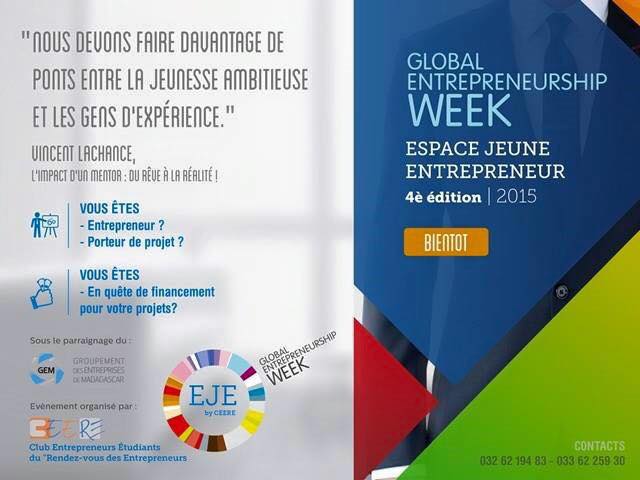 "NOUS DEVONS FAIRE DAVANTAGE DE
PONTS ENTRE LA JEUNESSE AMBITIEUSE
ET LES GENS D'EXPÉRIENCE."
VINCENT LACHANCE,
L'IMPACT D'UN MENTOR : DU RÊVE À LA RÉALITÉ !
VOUS ÊTES
- Entrepreneur ?
- Porteur de projet ?
VOUS ÊTES
- En quête de financement
pour votre projets?
Sous le parraignage du :
GEM
GROUPEMENT
DES ENTREPRISES
DE MADAGASCAR
Evènement organisé par :
CEERE
Club Entrepreneurs Étudiants
du "Rendez-vous des Entrepreneurs
EJE
by CEERE
GLOBAL
ENTREPRENEURSHIP
WEEK
GLOBAL
ENTREPRENEURSHIP
WEEK
ESPACE JEUNE
ENTREPRENEUR
4è édition | 2015
BIENTOT
CONTACTS
032 62 194 83 - 033 62 259 30